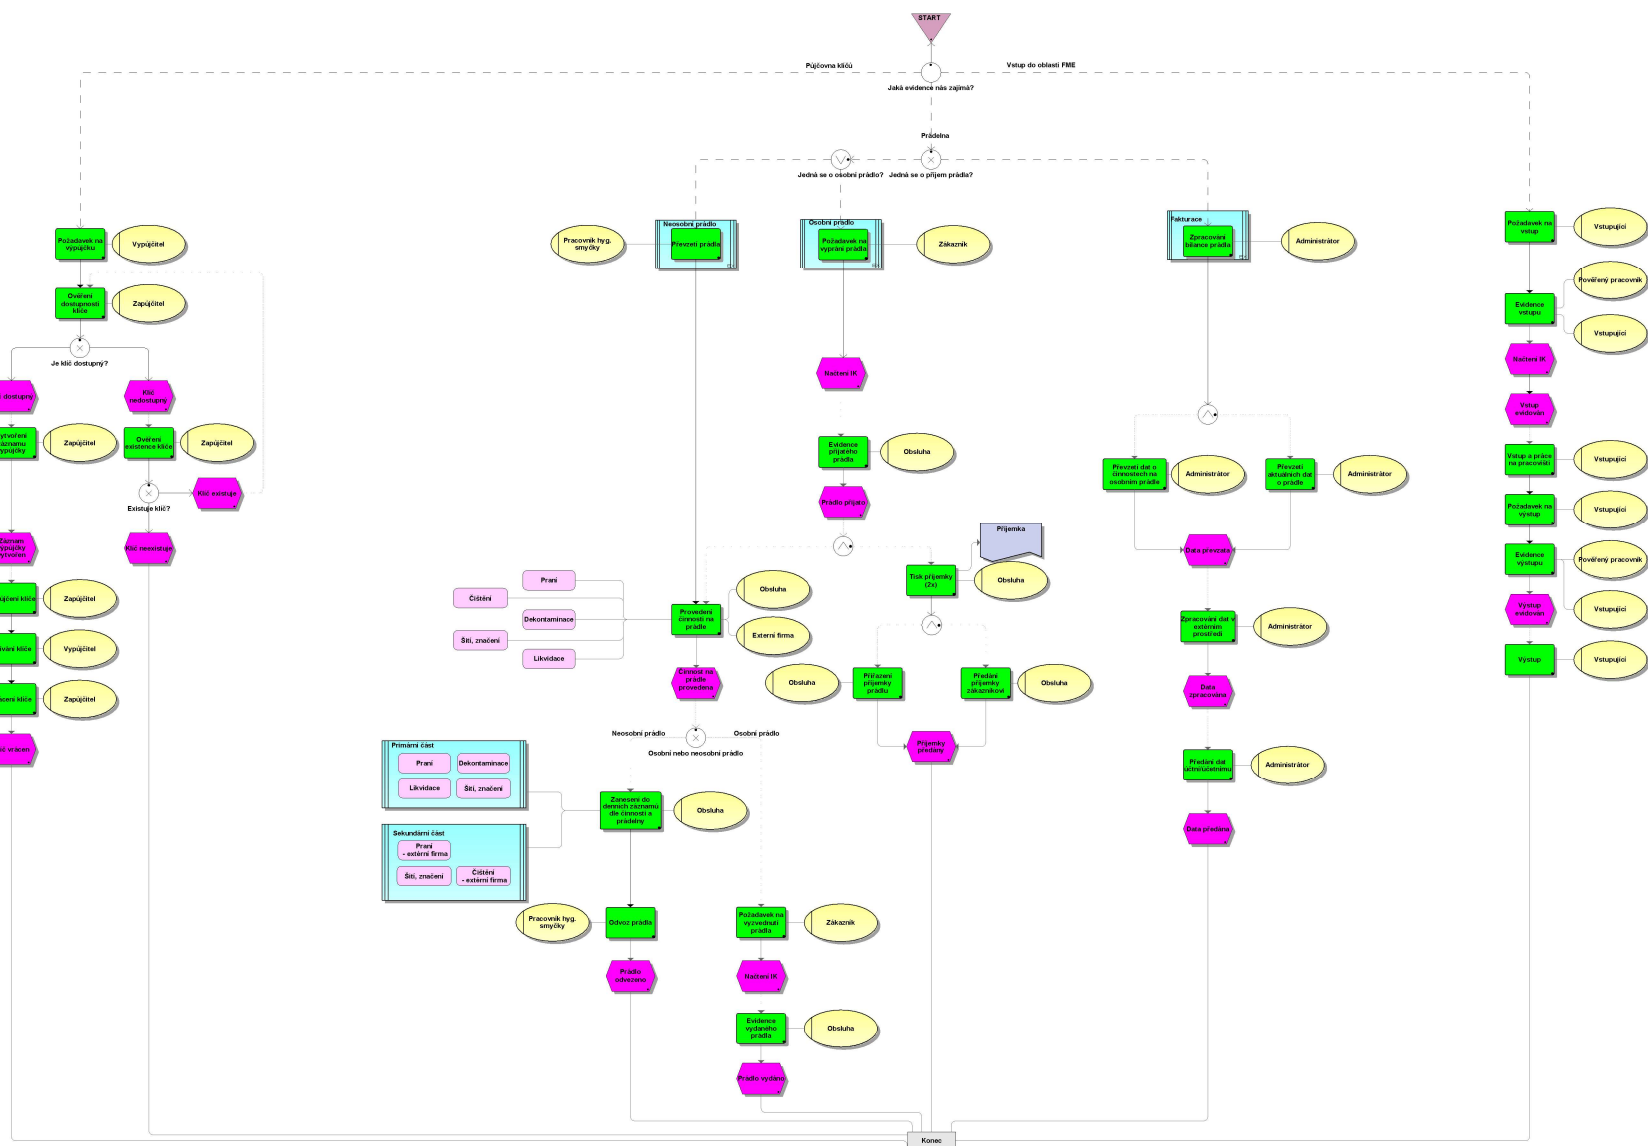 START
Půjčovna klíčů
Vstup do oblasti FME
Jaká evidence nás zajímá?
Prádelna
Jedná se o osobní prádlo?
Jedná se o příjem prádla?
Požadavek na
výpůjčku
Vypůjčitel
Ověření
dostupnosti
klíče
Zapůjčitel
Je klíč dostupný?
dostupný
Klíč
nedostupný
Zapůjčitel
Ověření
existence klíče
Zapůjčitel
Existuje klíč?
Klíč existuje
Klíč neexistuje
Záznam
Zapůjčitel
Vypůjčitel
Zapůjčitel
vrácen
Neosobní prádlo
Pracovník hyg.
smyčky
Převzetí prádla
Osobní prádlo
Požadavek na
vyprání prádla
Zákazník
Načtení IK
Evidence
přijatého
prádla
Obsluha
Prádlo přijato
Příjemka
Tisk příjemky
(2x)
Obsluha
Praní
Čištění
Dekontaminace
Šití, značení
Likvidace
Provedení
činnosti na
prádle
Obsluha
Externí firma
Činnost na
prádle
provedena
Obsluha
Přiřazení
příjemky
prádlu
Předání
příjemky
zákazníkovi
Obsluha
Příjemky
předány
Neosobní prádlo
Osobní prádlo
Osobní nebo neosobní prádlo
Primární část
Praní
Dekontaminace
Likvidace
Šití, značení
Sekundární část
Praní
- externí firma
Šití, značení
Čištění
- externí firma
Zanesení do
denních záznamů
dle činností a
prádelny
Obsluha
Pracovník hyg.
smyčky
Odvoz prádla
Prádlo
odvezeno
Požadavek na
vyzvednutí
prádla
Zákazník
Načtení IK
Evidence
vydaného
prádla
Obsluha
Prádlo vydáno
Fakturace
Zpracování
bilance prádla
Administrátor
Převzetí dat o
činnostech na
osobním prádle
Administrátor
Převzetí
aktuálních dat
o prádle
Administrátor
Data převzata
Zpracování dat v
externím
prostředí
Administrátor
Data
zpracována
Předání dat
Administrátor
Data předána
Požadavek na
vstup
Vstupující
Pověřený pracovník
Evidence
vstupu
Vstupující
Načtení IK
Vstup
evidován
Vstup a práce
na pracovišti
Vstupující
Požadavek na
výstup
Vstupující
Evidence
výstupu
Pověřený pracovník
Výstup
evidován
Vstupující
Výstup
Vstupující
Konec